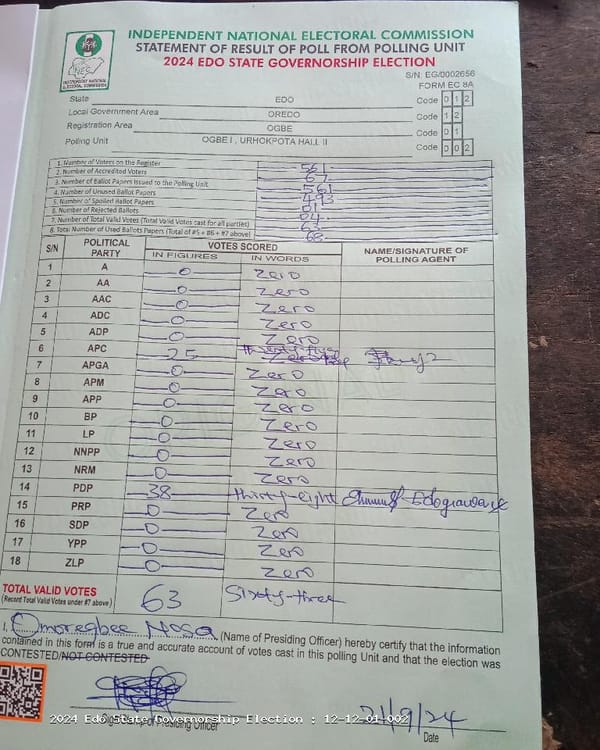 INDEPENDENT NATIONAL ELECTORAL COMMISSION
STATEMENT OF RESULT OF POLL FROM POLLING UNIT
2024 EDO STATE GOVERNORSHIP ELECTION
INDEPENDENT NATIONAL ELECTORAL COMMISSION
S/N EG/0002656
FORM EC 8A
State EDO Code 0 1 2
Local Government Area OREDO Code 1 2
Registration Area OGBE Code 0 1
Polling Unit OGBE I , URHOKPOTA HALL II Code 0 0 2
1. Number of Voters on the Register 561
2. Number of Accredited Voters 67
3. Number of Ballot Papers Issued to the Polling Unit 561
4. Number of Unused Ballot Papers 493
5. Number of Spoiled Ballot Papers 01
6. Number of Rejected Ballots 04
7. Number of Total Valid Votes (Total Valid Votes cast for all parties) 63
8. Total Number of Used Ballots Papers (Total of #5 + #6 + #7 above) 68
S/N POLITICAL PARTY VOTES SCORED NAME/SIGNATURE OF POLLING AGENT
IN FIGURES IN WORDS
1 A 0 Zero
2 AA 0 Zero
3 AAC 0 Zero
4 ADC 0 Zero
5 ADP 0 Zero
6 APC 25
7 APGA 0 Zero
8 APM 0 Zero
9 APP 0 Zero
10 BP 0 Zero
11 LP 0 Zero
12 NNPP 0 Zero
13 NRM 0 Zero
14 PDP 38 thirty-eight
15 PRP 0 Zero
16 SDP 0 Zero
17 YPP 0 Zero
18 ZLP 0 Zero
TOTAL VALID VOTES 63 Sixty-three
(Record Total Valid Votes under #7 above)
I, Omoregbee Nosa (Name of Presiding Officer) hereby certify that the information
contained in this form is a true and accurate account of votes cast in this polling Unit and that the election was
CONTESTED/NOT CONTESTED
21/9/24
2024 Edo State Governorship Election : 12-12-01-002
Presiding Officer
Date